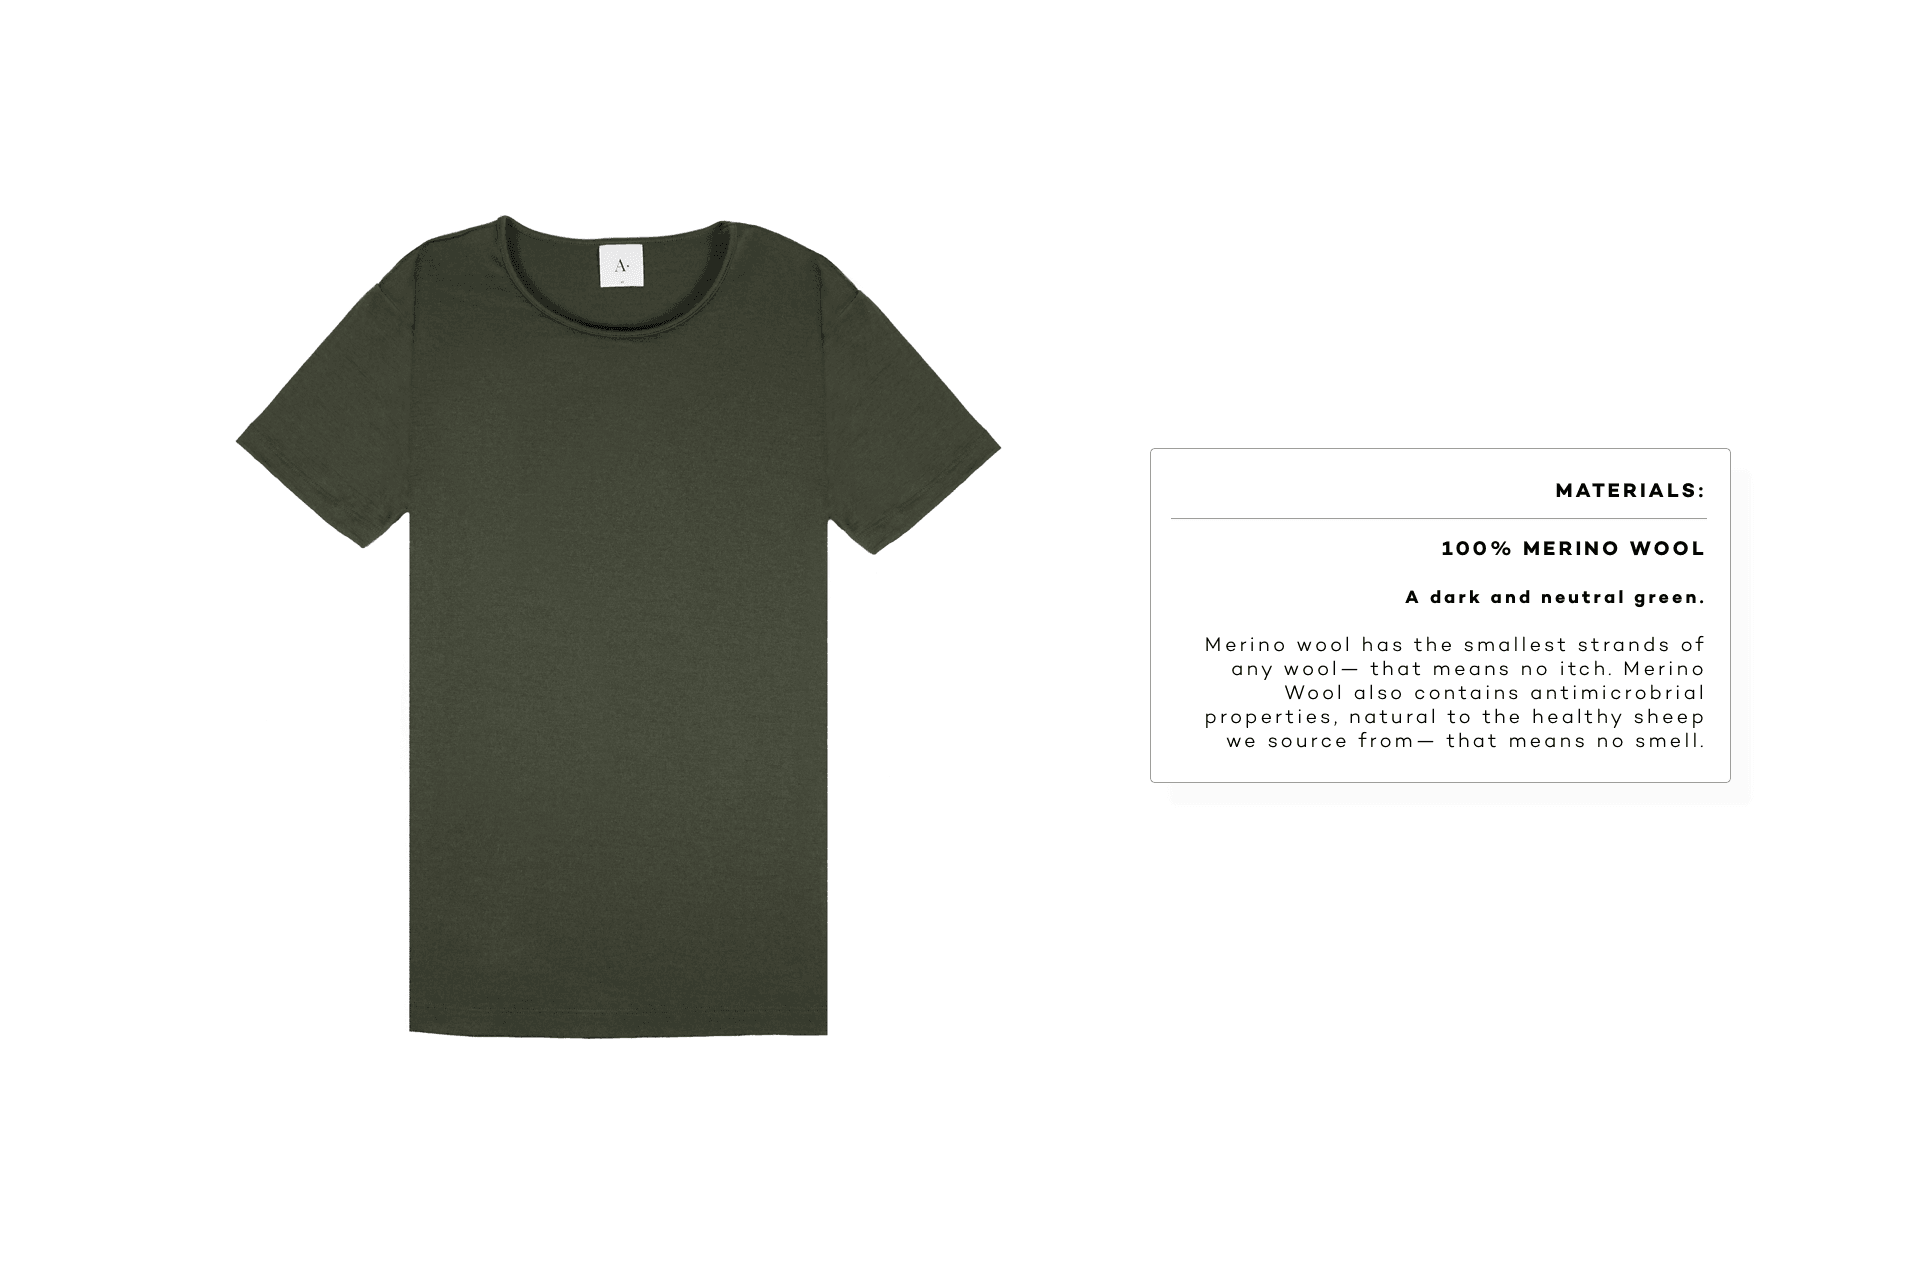 A·
MATERIALS:
100% MERINO WOOL
A dark and neutral green.
Merino wool has the smallest strands of
any wool— that means no itch. Merino
Wool also contains antimicrobrial
properties, natural to the healthy sheep
we source from— that means no smell.